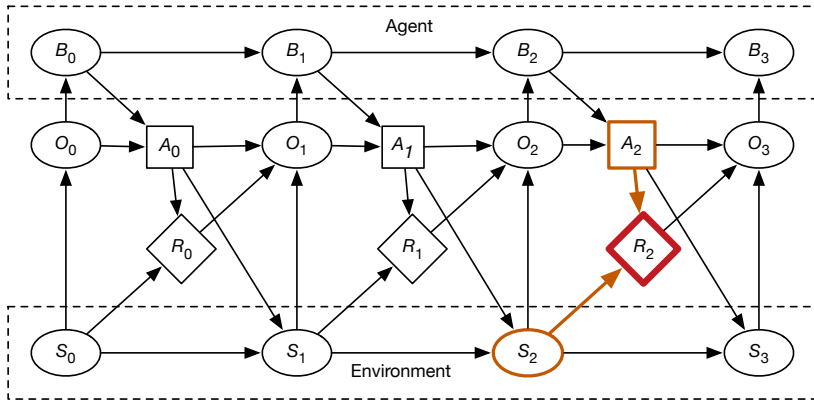 Agent
B0
B1
B2
B3
O0
A0
O1
A1
O2
A2
O3
R0
R1
R2
S0
S1
S2
S3
Environment